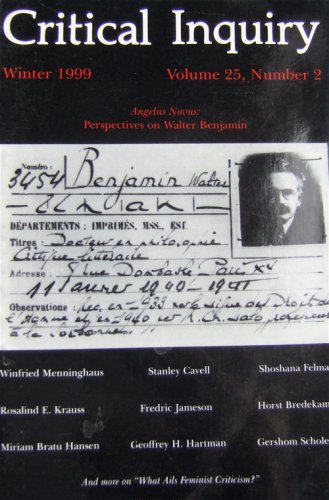 Critical Inquiry
Winter 1999 Volume 25, Number 2
Angelus Novus:
Perspectives on Walter Benjamin
Numéro :
3454 Benjamin Walter
DÉPARTEMENTS : IMPRIMÉS, MSS., EST
Titres : Docteur en philosophie
Critique littéraire
Adresse : rue Dombasle Paris XV
11 janvier 1940 - 1941
Observations :
Winfried Menninghaus Stanley Cavell Shoshana Felma
Rosalind E. Krauss Fredric Jameson Horst Bredekam
Miriam Bratu Hansen Geoffrey H. Hartman Gershom Schole
And more on "What Ails Feminist Criticism?"